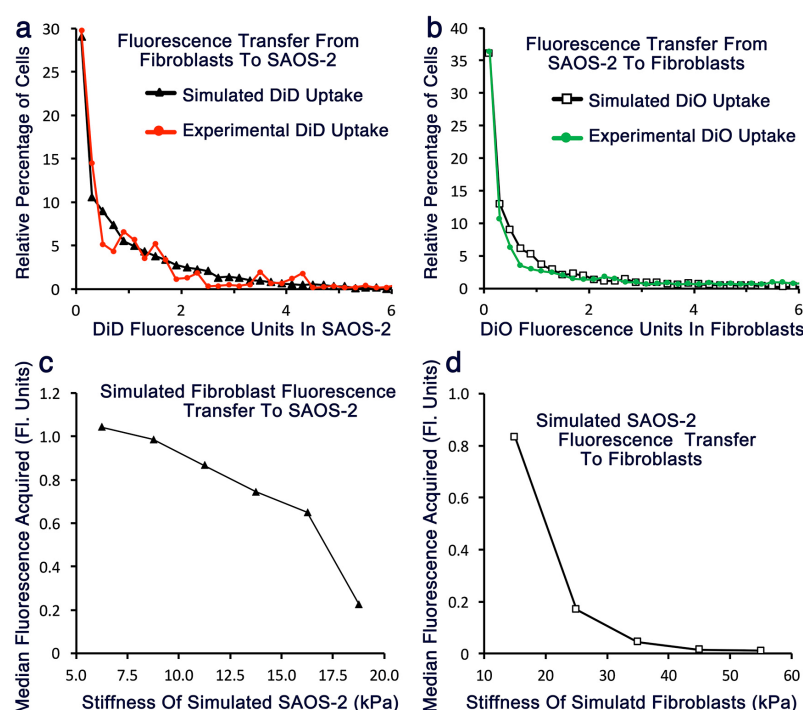 a
Fluorescence Transfer From
Fibroblasts To SAOS-2
Simulated DiD Uptake
Experimental DiD Uptake
Relative Percentage of Cells
30
25
20
15
10
5
0
0 2 4 6
DiD Fluorescence Units In SAOS-2
b
Fluorescence Transfer From
SAOS-2 To Fibroblasts
Simulated DiO Uptake
Experimental DiO Uptake
Relative Percentage of Cells
40
35
30
25
20
15
10
5
0
0 2 4 6
DiO Fluorescence Units In Fibroblasts
c
Simulated Fibroblast Fluorescence
Transfer To SAOS-2
Median Fluorescence Acquired (Fl. Units)
1.2
1.0
0.8
0.6
0.4
0.2
0
5.0 7.5 10.0 12.5 15.0 17.5 20.0
Stiffness Of Simulated SAOS-2 (kPa)
d
Simulated SAOS-2
Fluorescence Transfer
To Fibroblasts
Median Fluorescence Acquired (Fl. Units)
1.0
0.8
0.6
0.4
0.2
0
10 20 30 40 50 60
Stiffness Of Simulatd Fibroblasts (kPa)